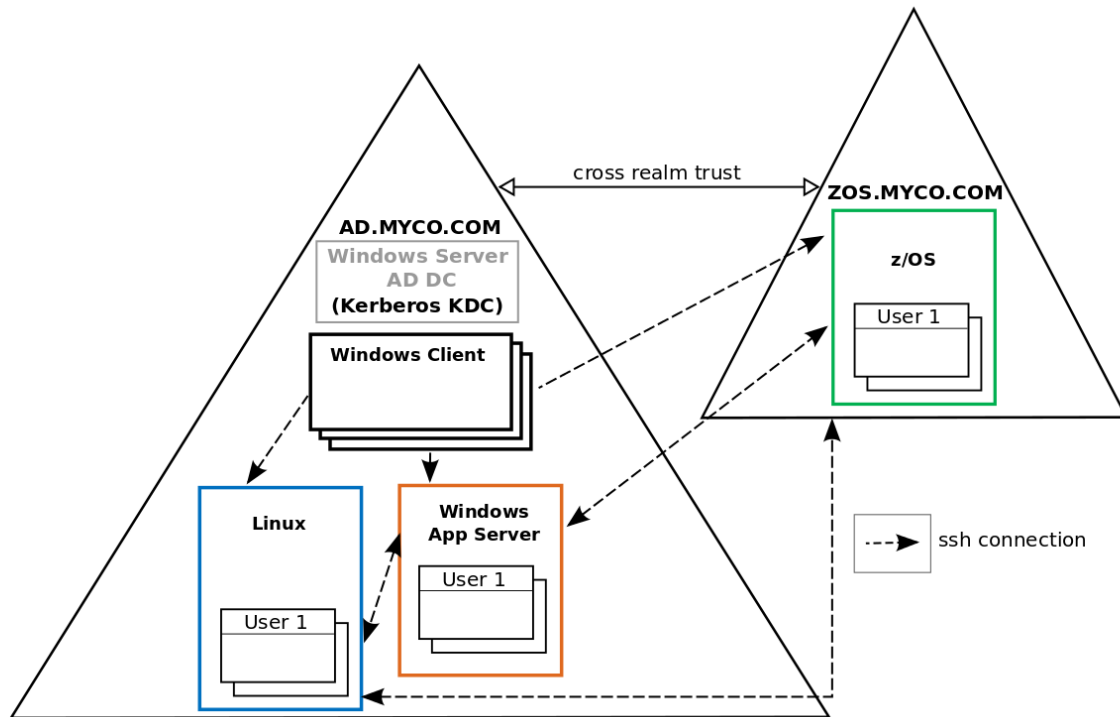 cross realm trust
ZOS.MYCO.COM
AD.MYCO.COM
Windows Server
AD DC
(Kerberos KDC)
z/OS
User 1
Windows Client
Linux
Windows
App Server
ssh connection
User 1
User 1